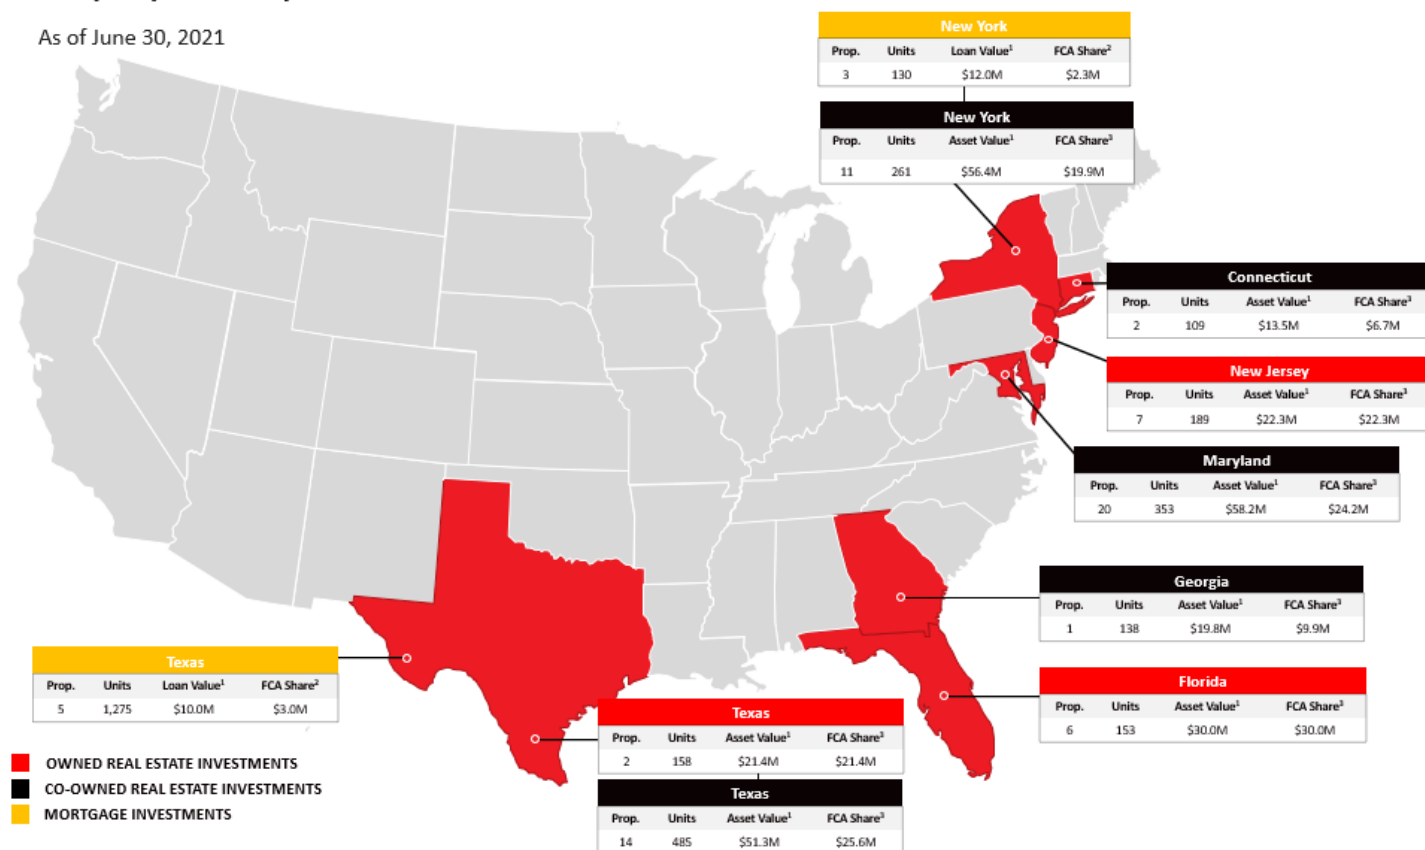 As of June 30, 2021
New York
Prop. Units Loan Value¹ FCA Share²
3 130 $12.0M $2.3M
New York
Prop. Units Asset Value¹ FCA Share³
11 261 $56.4M $19.9M
Connecticut
Prop. Units Asset Value¹ FCA Share³
2 109 $13.5M $6.7M
New Jersey
Prop. Units Asset Value¹ FCA Share³
7 189 $22.3M $22.3M
Maryland
Prop. Units Asset Value¹ FCA Share³
20 353 $58.2M $24.2M
Georgia
Prop. Units Asset Value¹ FCA Share³
1 138 $19.8M $9.9M
Florida
Prop. Units Asset Value¹ FCA Share³
6 153 $30.0M $30.0M
Texas
Prop. Units Loan Value¹ FCA Share²
5 1,275 $10.0M $3.0M
Texas
Prop. Units Asset Value¹ FCA Share³
2 158 $21.4M $21.4M
Texas
Prop. Units Asset Value¹ FCA Share³
14 485 $51.3M $25.6M
OWNED REAL ESTATE INVESTMENTS
CO-OWNED REAL ESTATE INVESTMENTS
MORTGAGE INVESTMENTS